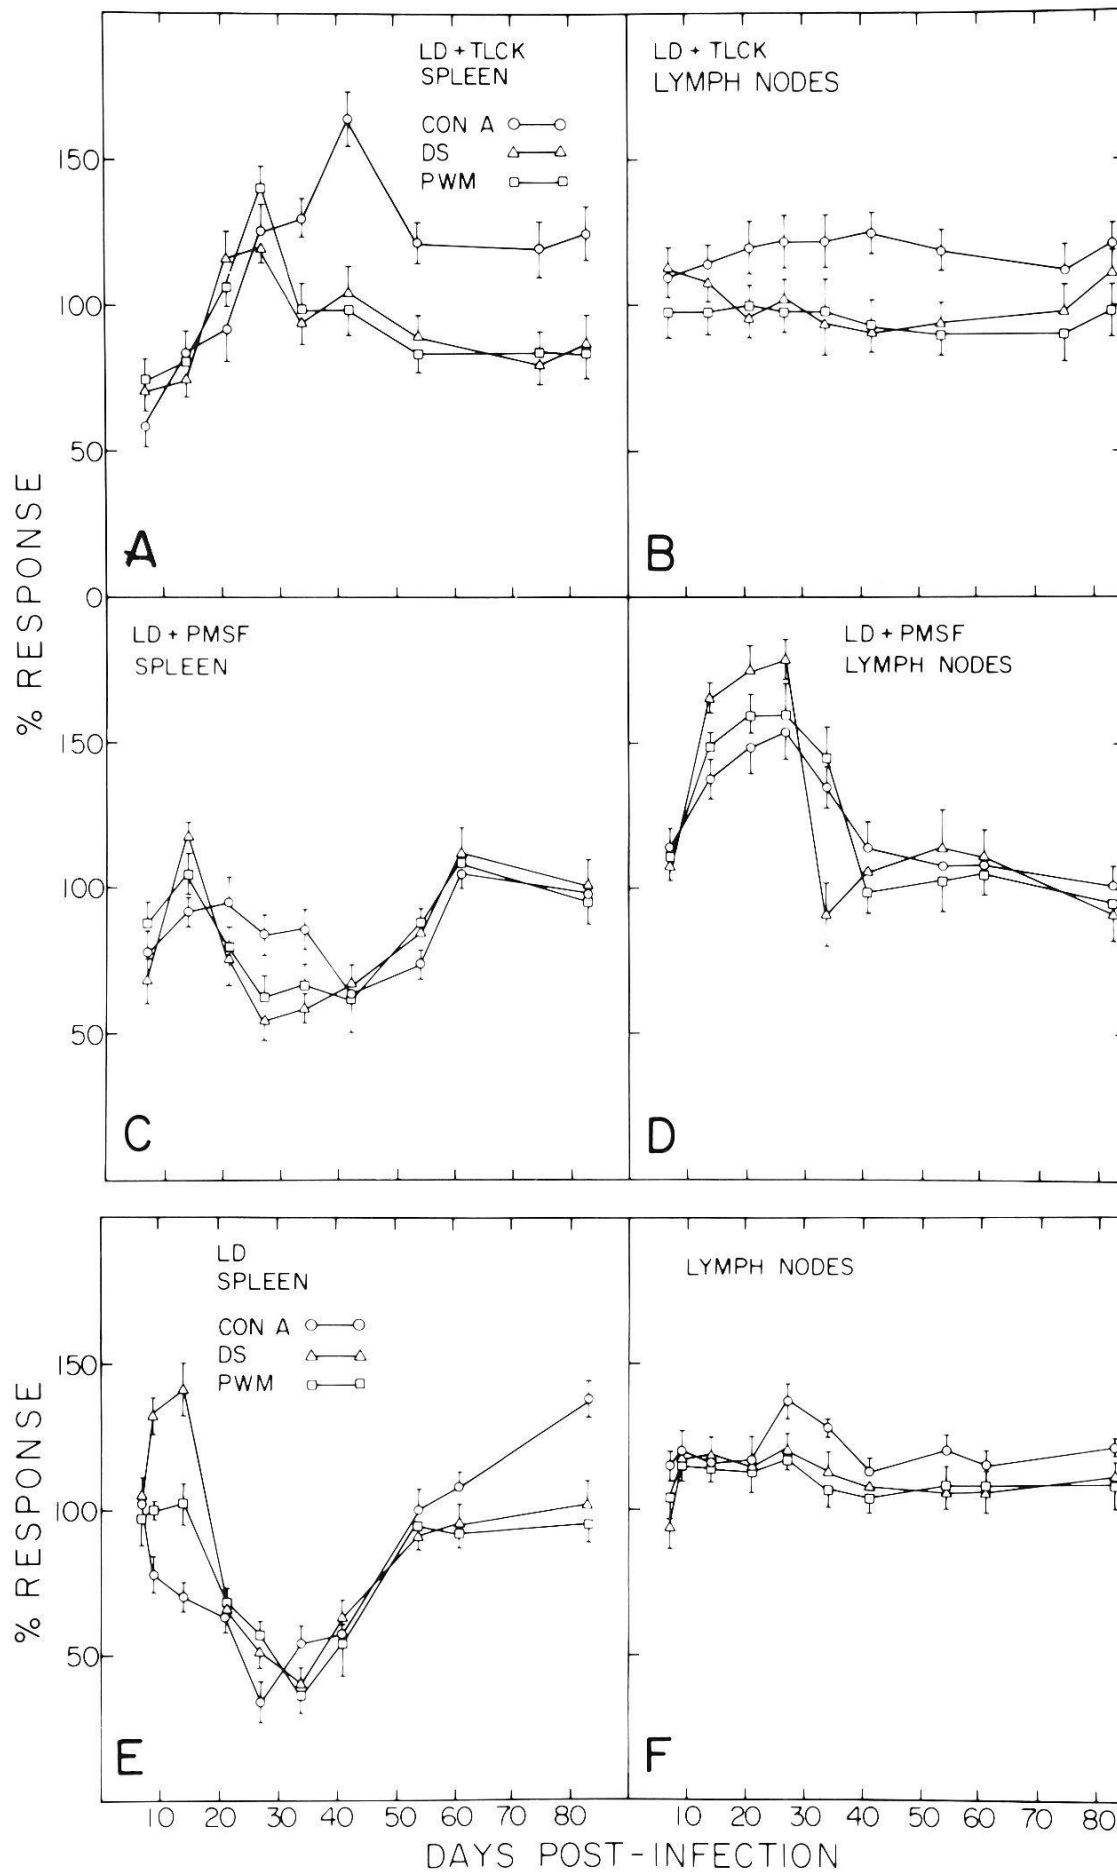 LD + TLCK
SPLEEN
CON A
DS
PWM
LD + TLCK
LYMPH NODES
150
100
50
0
A
B
% RESPONSE
LD + PMSF
SPLEEN
LD + PMSF
LYMPH NODES
150
100
50
C
D
LD
SPLEEN
CON A
DS
PWM
LYMPH NODES
150
100
50
% RESPONSE
E
F
10 20 30 40 50 60 70 80 10 20 30 40 50 60 70 80
DAYS POST-INFECTION